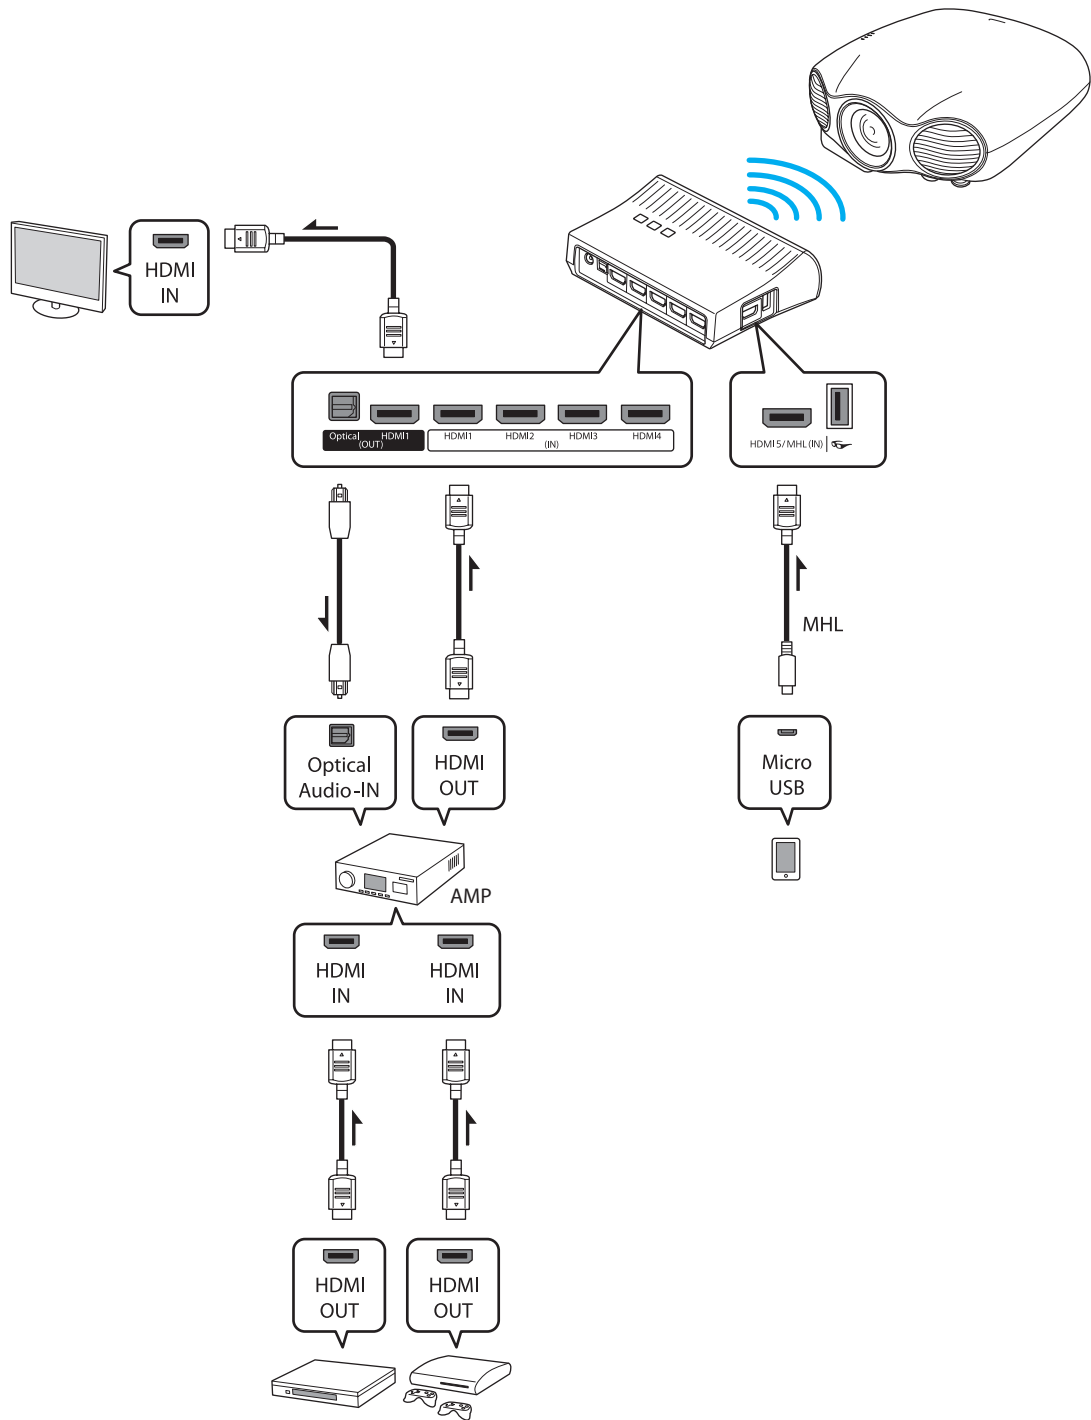 HDMI
IN
Optical HDMI1
(OUT)
HDMI1 HDMI2 HDMI3 HDMI4
(IN)
HDMI5/MHL(IN)
MHL
Optical
Audio-IN
HDMI
OUT
Micro
USB
AMP
HDMI
IN
HDMI
IN
HDMI
OUT
HDMI
OUT